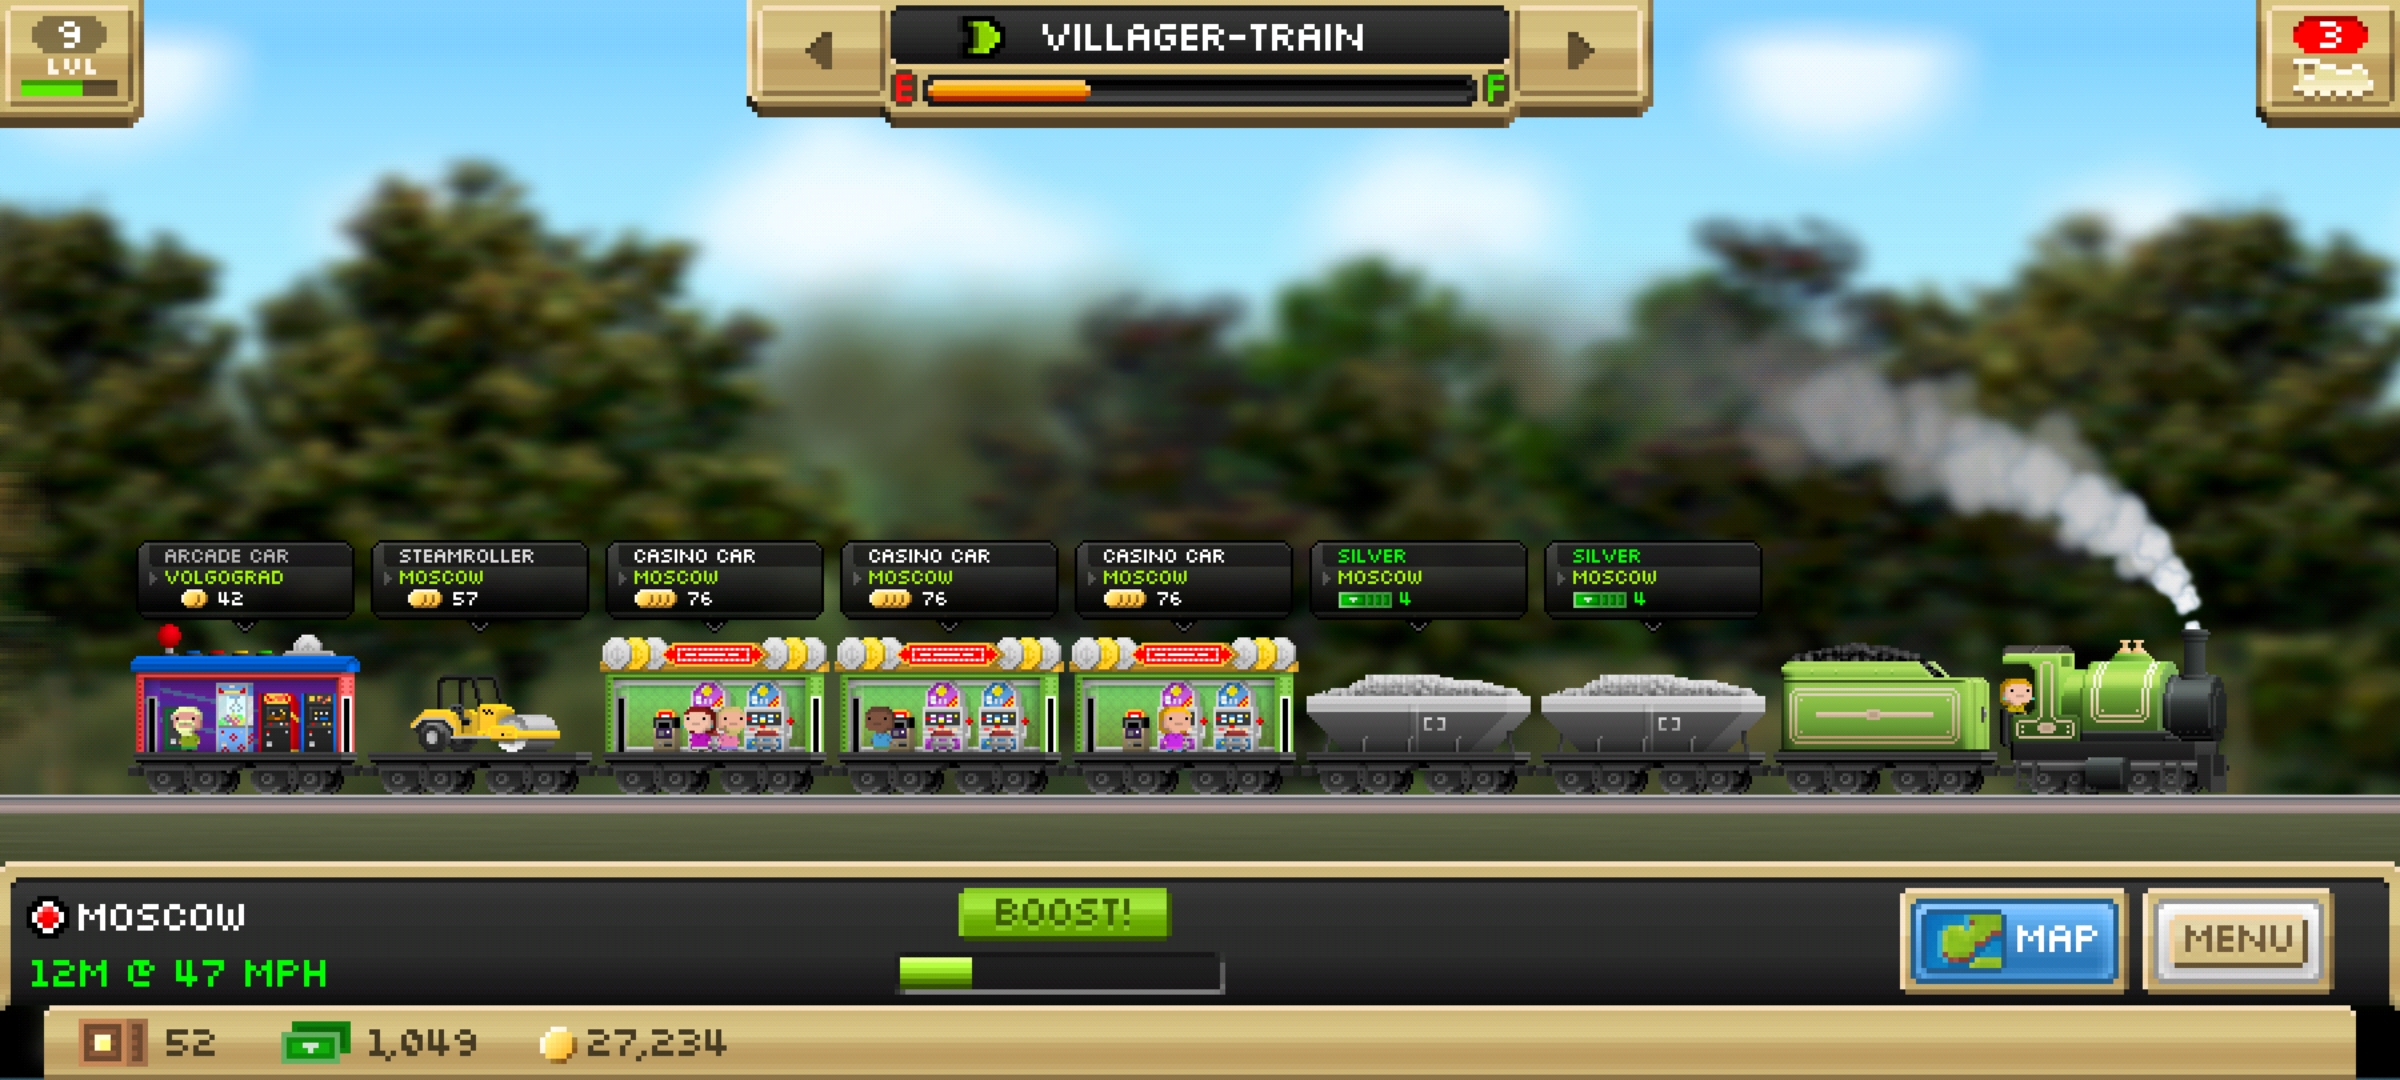 9
LVL
VILLAGER-TRAIN
E F
3
ARCADE CAR
VOLGOGRAD
42
STEAMROLLER
MOSCOW
57
CASINO CAR
MOSCOW
76
CASINO CAR
MOSCOW
76
CASINO CAR
MOSCOW
76
SILVER
MOSCOW
4
SILVER
MOSCOW
4
MOSCOW
12M @ 47 MPH
BOOST!
MAP
MENU
52
1,049
27,234